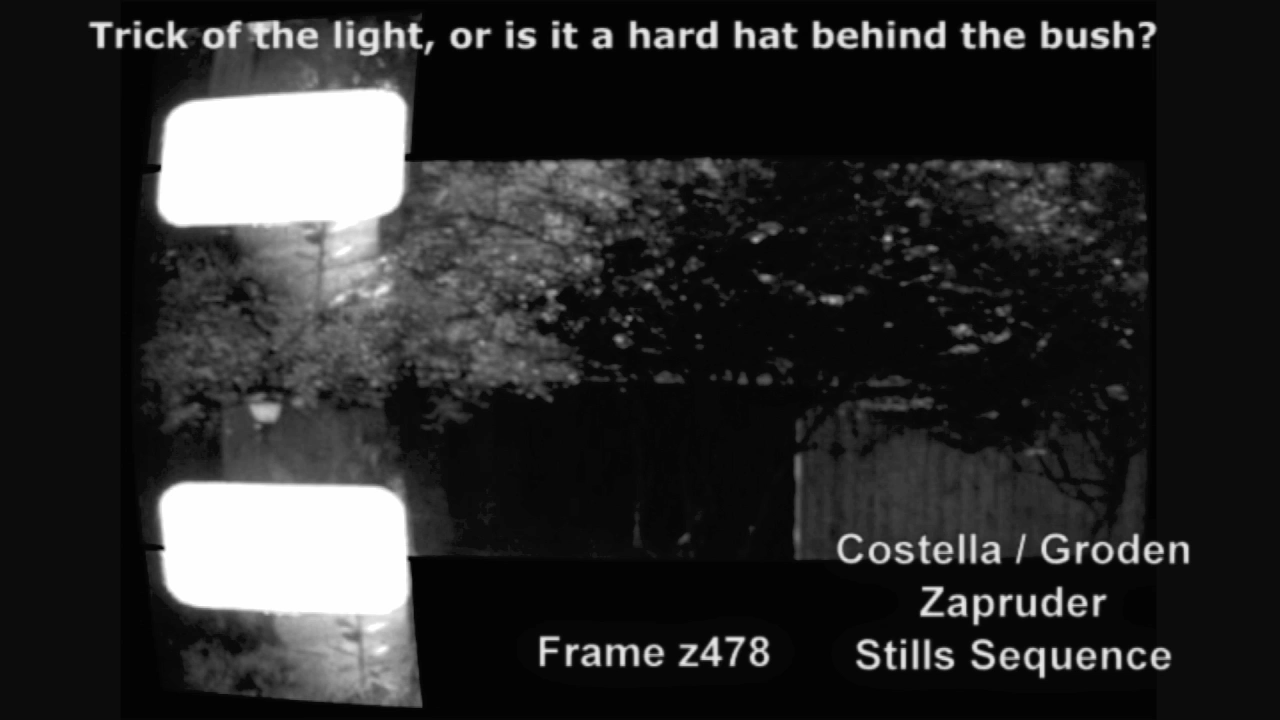 Trick of the light, or is it a hard hat behind the bush?
Costella / Groden
Zapruder
Frame z478
Stills Sequence